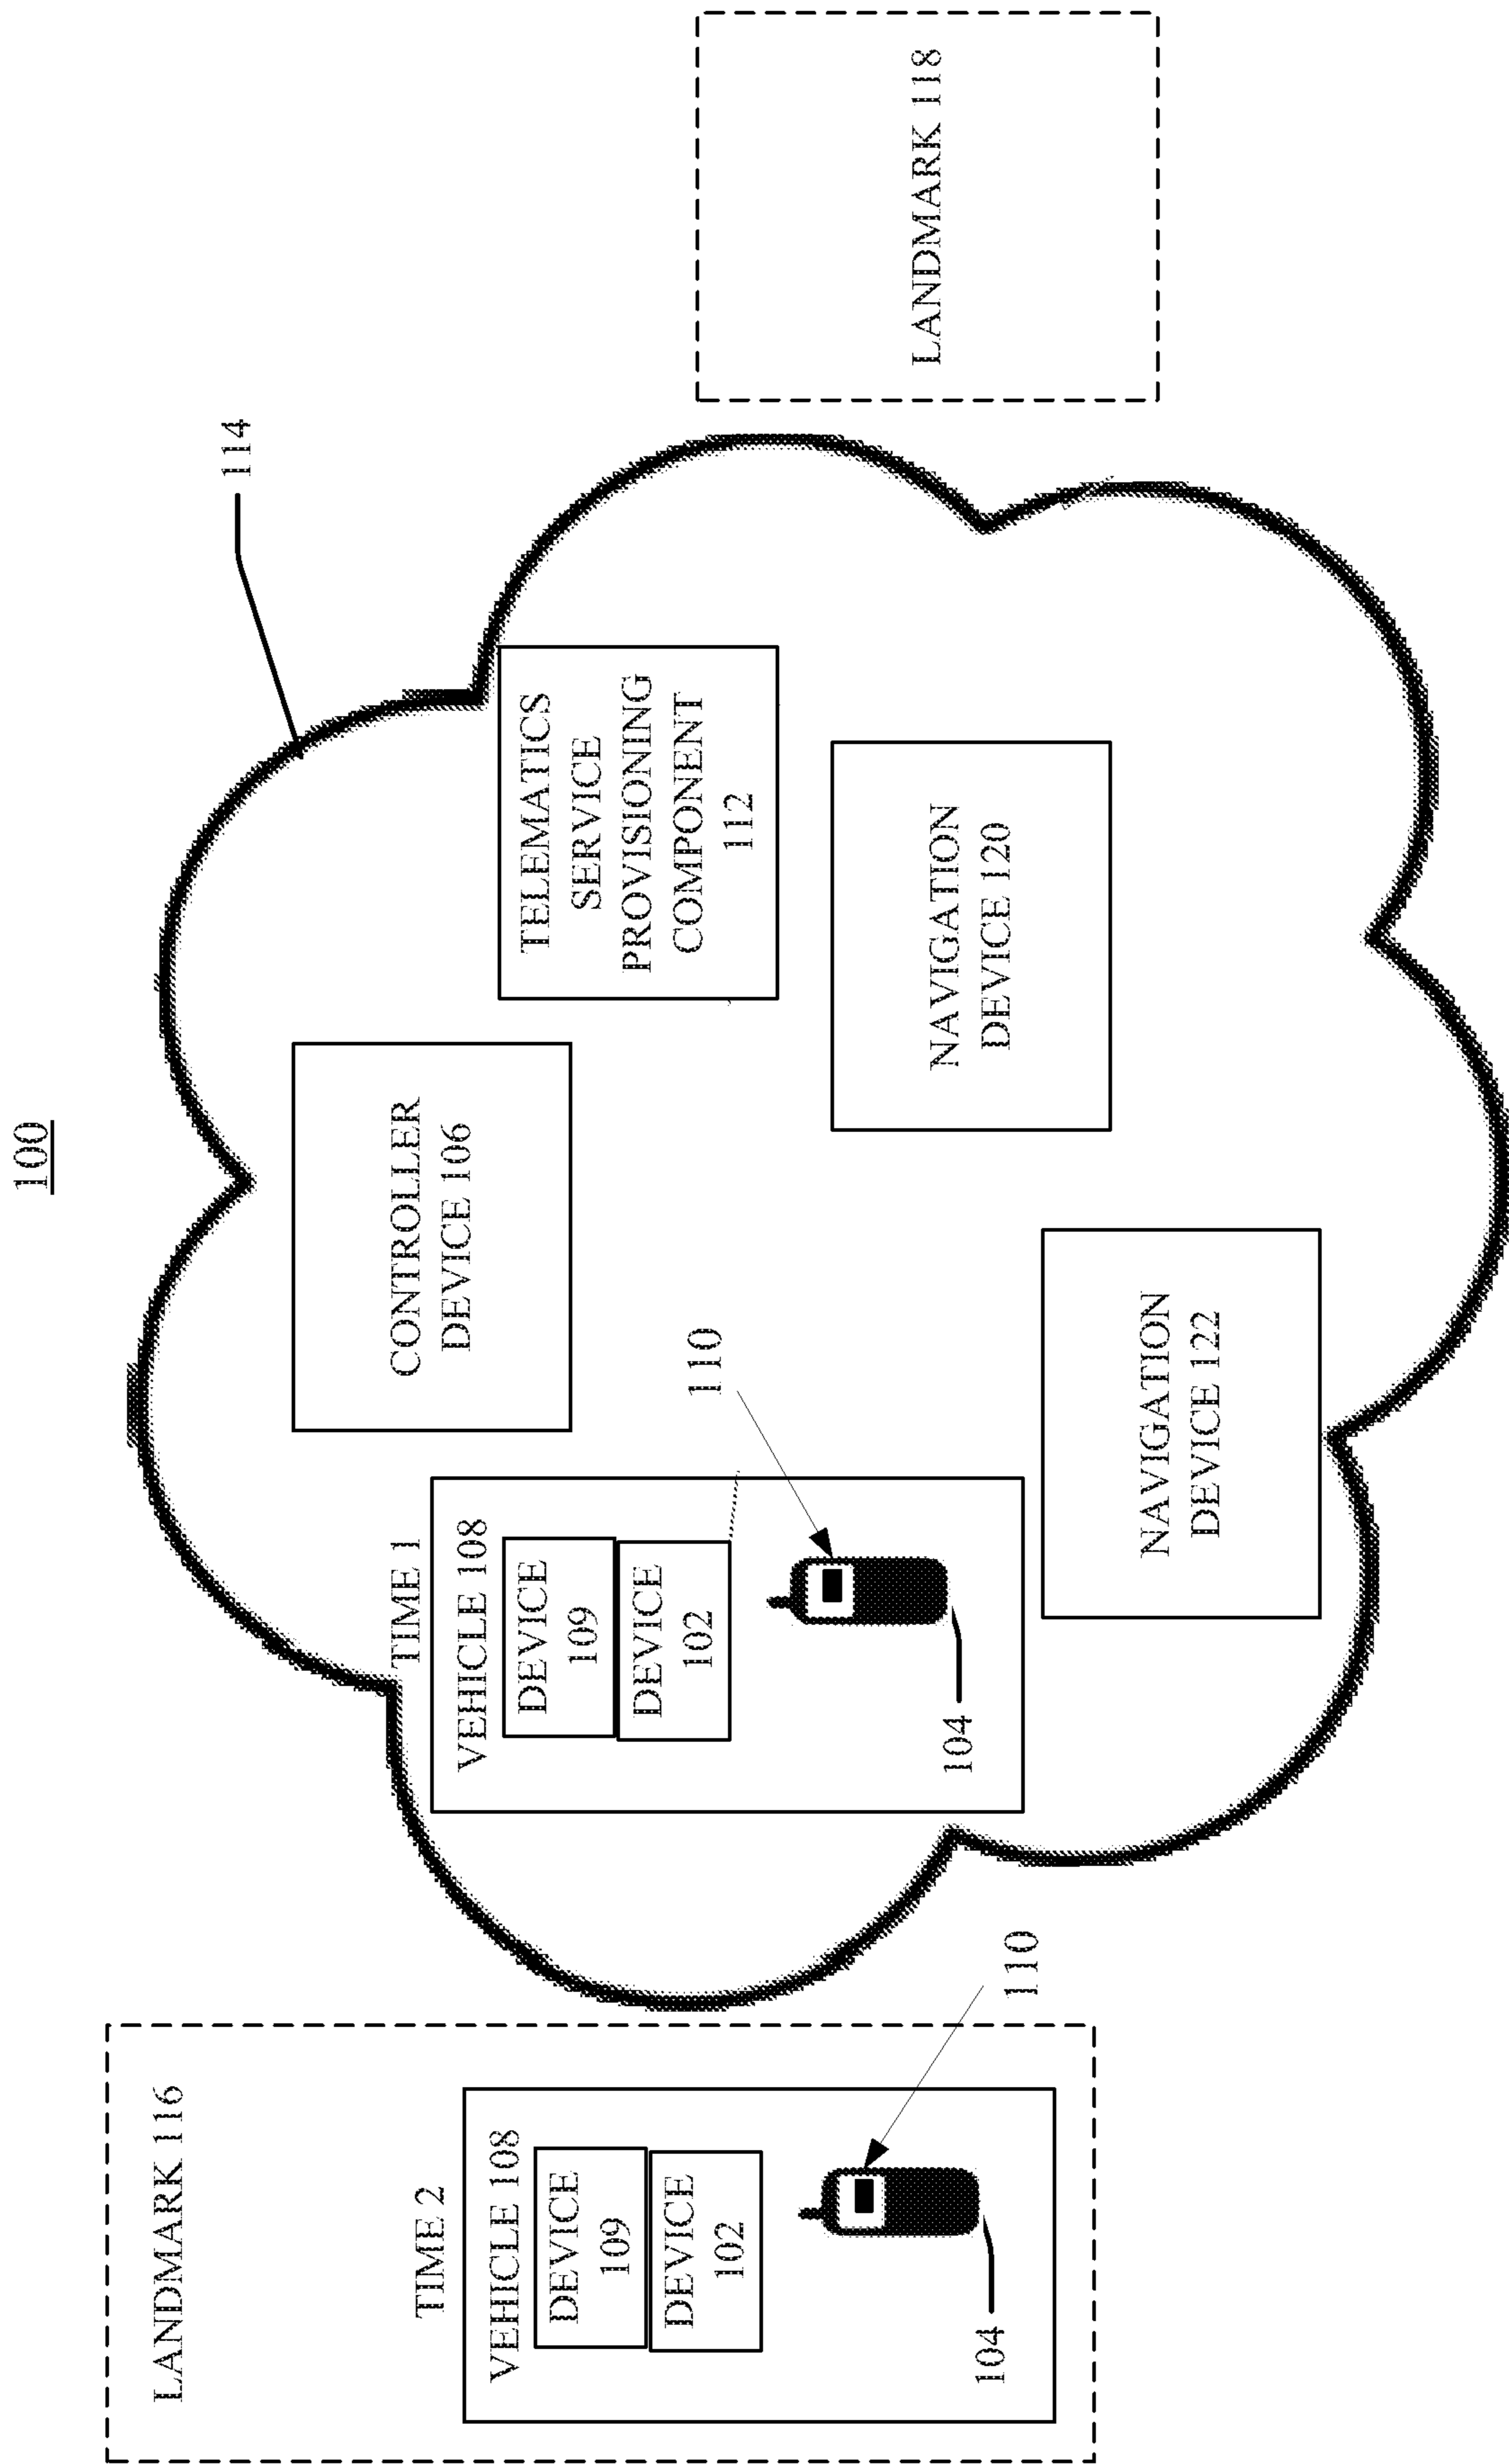 100
114
LANDMARK 116
TIME 2
VEHICLE 108
DEVICE
109
DEVICE
102
110
104
TIME 1
VEHICLE 108
DEVICE
109
DEVICE
102
110
104
CONTROLLER
DEVICE 106
TELEMATICS
SERVICE
PROVISIONING
COMPONENT
112
NAVIGATION
DEVICE 120
NAVIGATION
DEVICE 122
LANDMARK 118